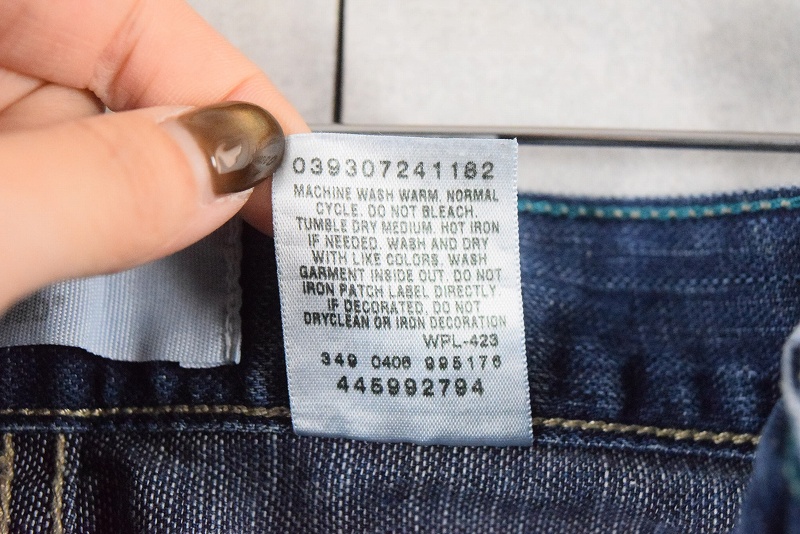 039307241182
MACHINE WASH WARM. NORMAL
CYCLE. DO NOT BLEACH.
TUMBLE DRY MEDIUM. HOT IRON
IF NEEDED. WASH AND DRY
WITH LIKE COLORS. WASH
GARMENT INSIDE OUT. DO NOT
IRON PATCH LABEL DIRECTLY
IF DECORATED, DO NOT
DRYCLEAN OR IRON DECORATION
WPL-423
349 0406 995176
445992794